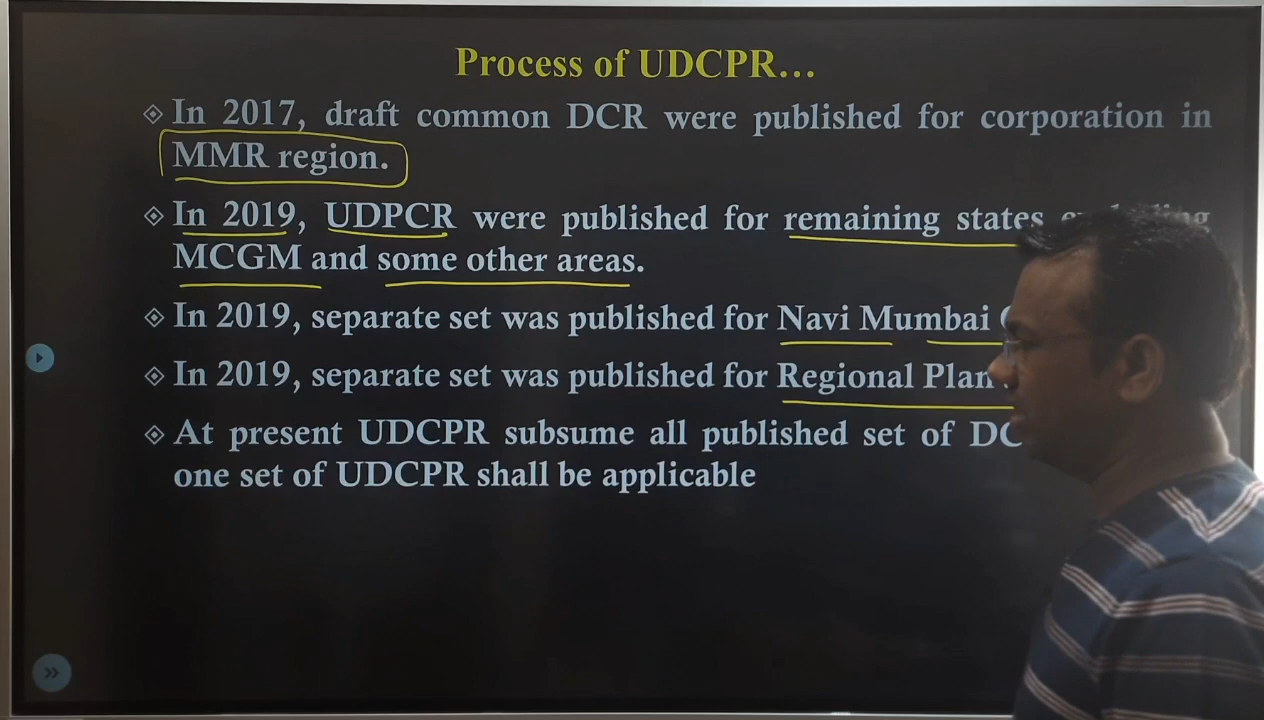 Process of UDCPR...
In 2017, draft common DCR were published for corporation in
MMR region.
In 2019, UDPCR were published for remaining states
MCGM and some other areas.
In 2019, separate set was published for Navi Mumbai
In 2019, separate set was published for Regional Plan
At present UDCPR subsume all published set of
one set of UDCPR shall be applicable